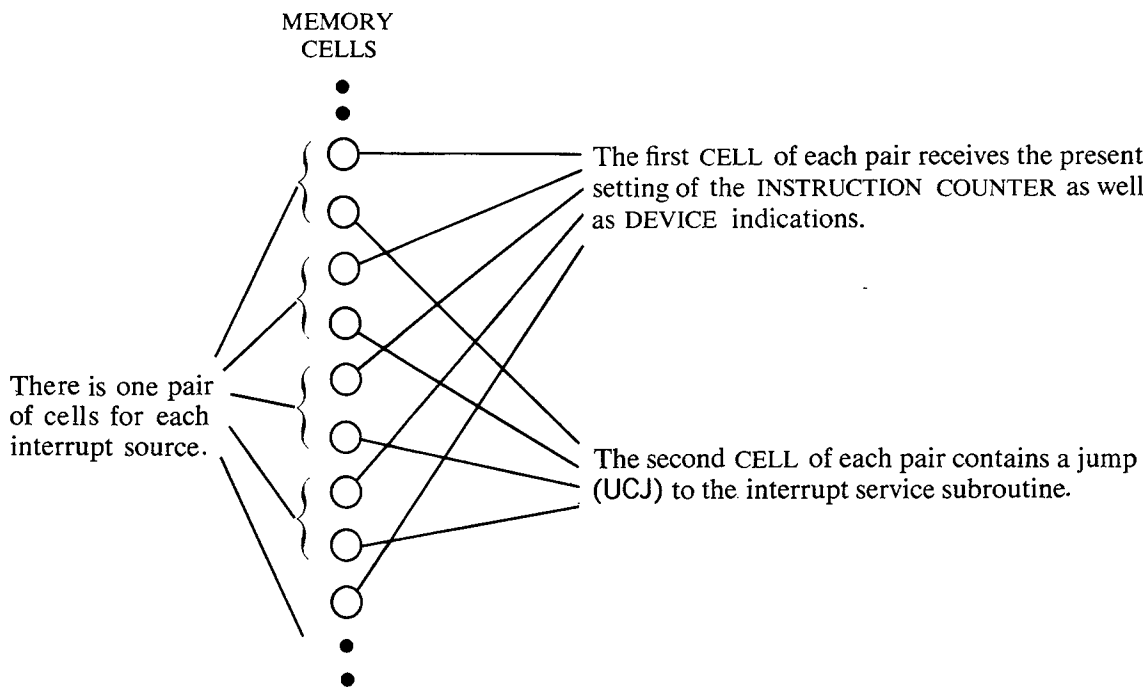 MEMORY
CELLS
The first CELL of each pair receives the present
setting of the INSTRUCTION COUNTER as well
as DEVICE indications.
There is one pair
of cells for each
interrupt source.
The second CELL of each pair contains a jump
(UCJ) to the interrupt service subroutine.